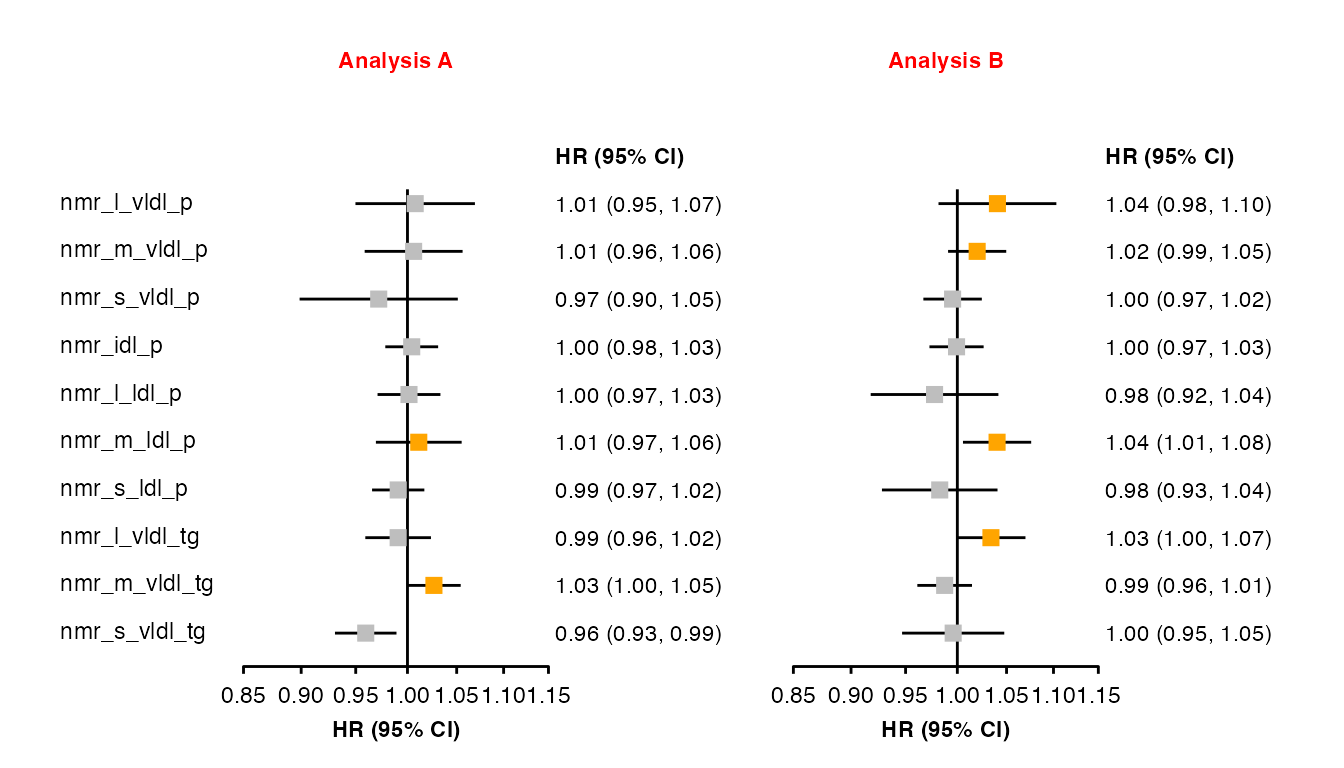 Analysis A Analysis B
HR (95% CI) HR (95% CI)
nmr_l_vldl_p 1.01 (0.95, 1.07) 1.04 (0.98, 1.10)
nmr_m_vldl_p 1.01 (0.96, 1.06) 1.02 (0.99, 1.05)
nmr_s_vldl_p 0.97 (0.90, 1.05) 1.00 (0.97, 1.02)
nmr_idl_p 1.00 (0.98, 1.03) 1.00 (0.97, 1.03)
nmr_l_ldl_p 1.00 (0.97, 1.03) 0.98 (0.92, 1.04)
nmr_m_ldl_p 1.01 (0.97, 1.06) 1.04 (1.01, 1.08)
nmr_s_ldl_p 0.99 (0.97, 1.02) 0.98 (0.93, 1.04)
nmr_l_vldl_tg 0.99 (0.96, 1.02) 1.03 (1.00, 1.07)
nmr_m_vldl_tg 1.03 (1.00, 1.05) 0.99 (0.96, 1.01)
nmr_s_vldl_tg 0.96 (0.93, 0.99) 1.00 (0.95, 1.05)
0.85 0.90 0.95 1.00 1.05 1.10 1.15 0.85 0.90 0.95 1.00 1.05 1.10 1.15
HR (95% CI) HR (95% CI)